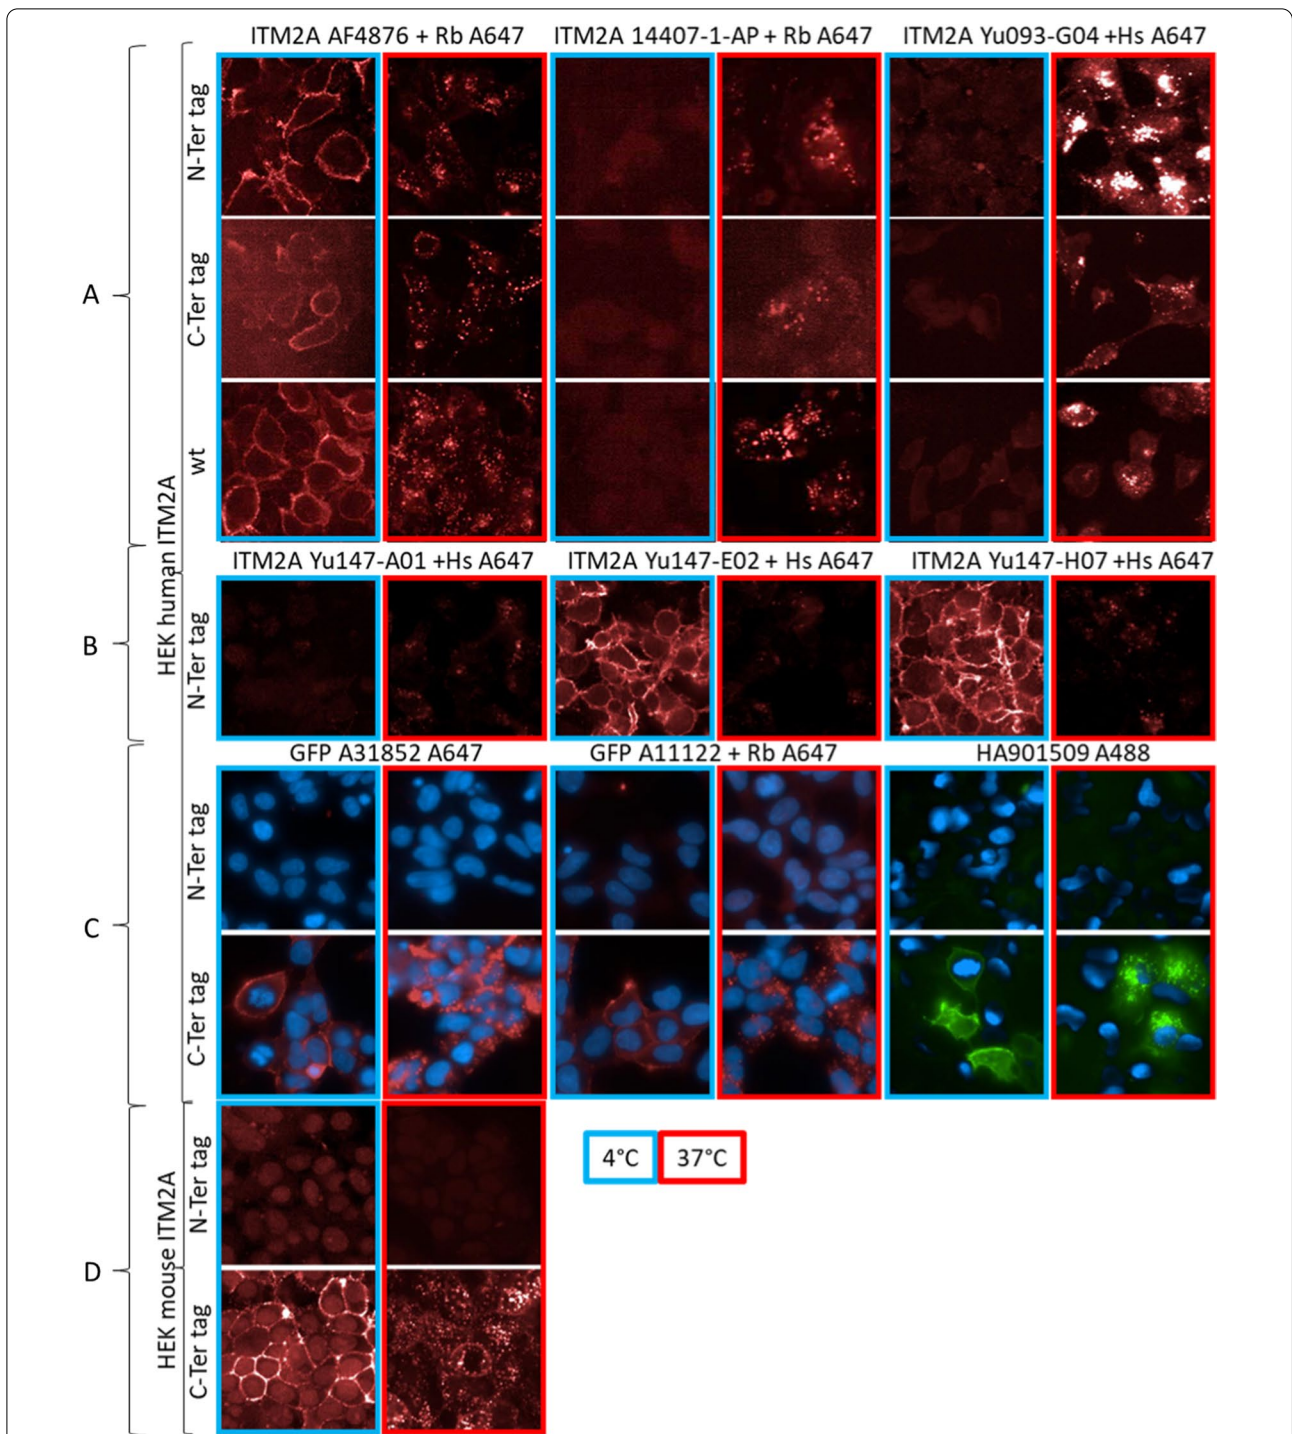 ITM2A AF4876 + Rb A647
ITM2A 14407-1-AP + Rb A647
ITM2A Yu093-G04 +Hs A647
A
HEK human ITM2A
N-Ter tag
C-Ter tag
wt
ITM2A Yu147-A01 +Hs A647
ITM2A Yu147-E02 + Hs A647
ITM2A Yu147-H07 +Hs A647
B
N-Ter tag
GFP A31852 A647
GFP A11122 + Rb A647
HA901509 A488
C
N-Ter tag
C-Ter tag
D
HEK mouse ITM2A
N-Ter tag
C-Ter tag
4°C
37°C